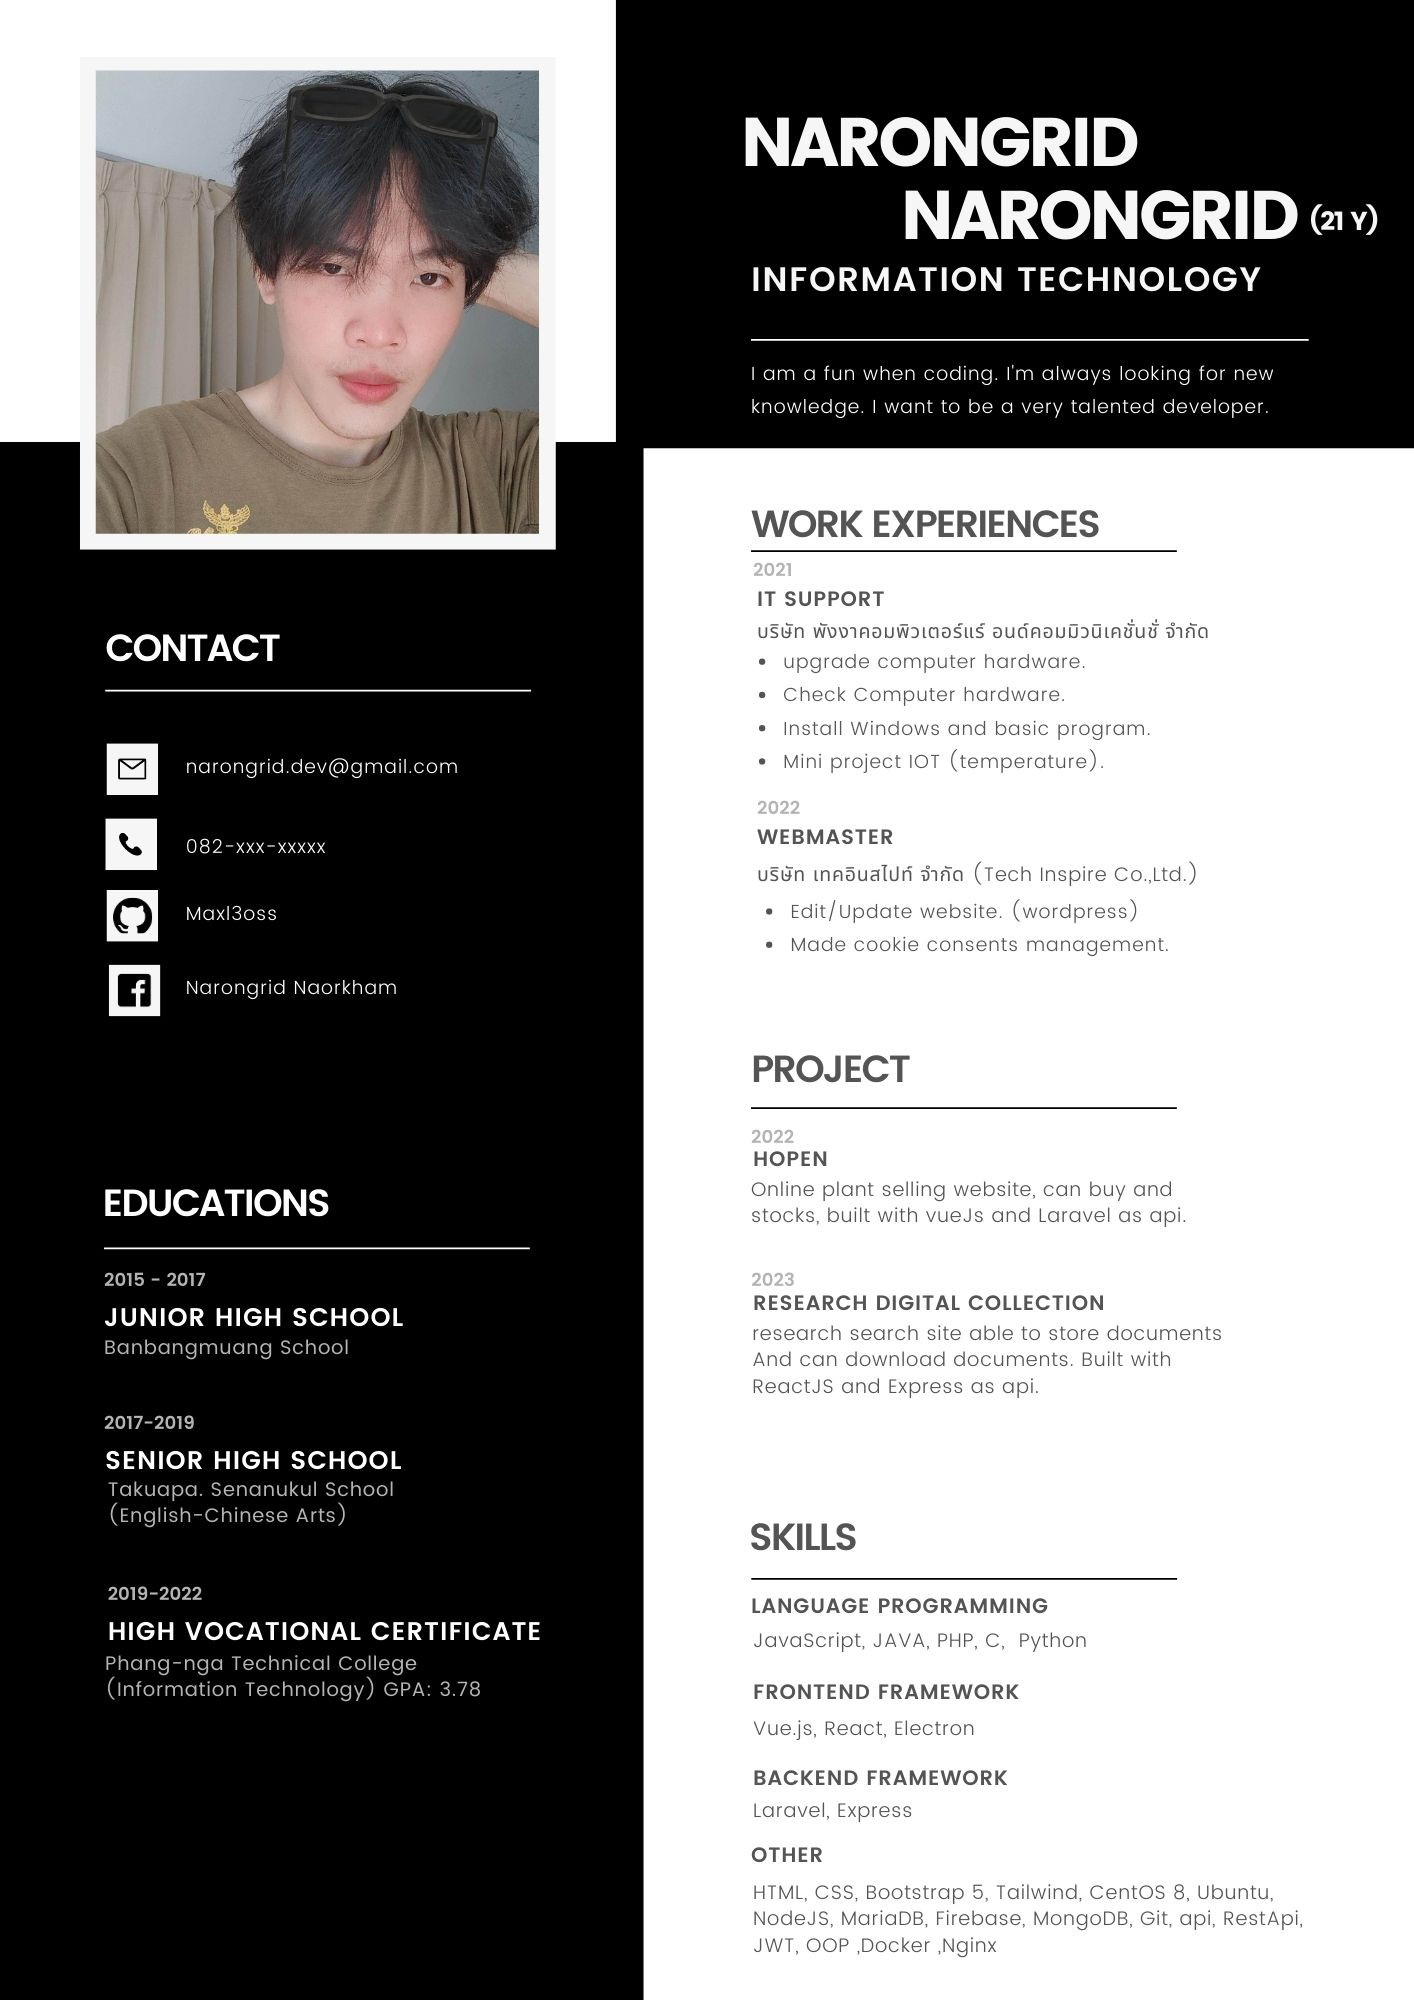 NARONGRID
NARONGRID (21 Y)
INFORMATION TECHNOLOGY
I am a fun when coding. I'm always looking for new
knowledge. I want to be a very talented developer.
CONTACT
narongrid.dev@gmail.com
082-xxx-xxxxx
Maxl3oss
Narongrid Naorkham
EDUCATIONS
2015 - 2017
JUNIOR HIGH SCHOOL
Banbangmuang School
2017-2019
SENIOR HIGH SCHOOL
Takuapa. Senanukul School
(English-Chinese Arts)
2019-2022
HIGH VOCATIONAL CERTIFICATE
Phang-nga Technical College
(Information Technology) GPA: 3.78
WORK EXPERIENCES
2021
IT SUPPORT
บริษัท พังงาคอมพิวเตอร์แร์ อนด์คอมมิวนิเคชั่นชั่ จำกัด
• upgrade computer hardware.
• Check Computer hardware.
• Install Windows and basic program.
• Mini project IOT (temperature).
2022
WEBMASTER
บริษัท เทคอินสไปท์ จำกัด (Tech Inspire Co.,Ltd.)
• Edit/Update website. (wordpress)
• Made cookie consents management.
PROJECT
2022
HOPEN
Online plant selling website, can buy and
stocks, built with vueJs and Laravel as api.
2023
RESEARCH DIGITAL COLLECTION
research search site able to store documents
And can download documents. Built with
ReactJS and Express as api.
SKILLS
LANGUAGE PROGRAMMING
JavaScript, JAVA, PHP, C,  Python
FRONTEND FRAMEWORK
Vue.js, React, Electron
BACKEND FRAMEWORK
Laravel, Express
OTHER
HTML, CSS, Bootstrap 5, Tailwind, CentOS 8, Ubuntu,
NodeJS, MariaDB, Firebase, MongoDB, Git, api, RestApi,
JWT, OOP ,Docker ,Nginx